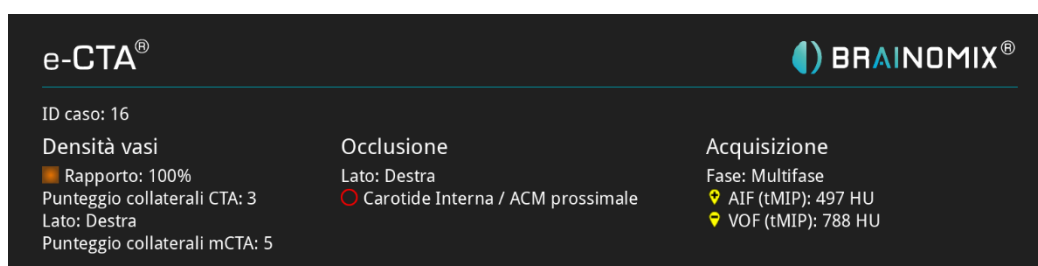 e-CTA®
BRAINOMIX®
ID caso: 16
Densità vasi
Rapporto: 100%
Punteggio collaterali CTA: 3
Lato: Destra
Punteggio collaterali mCTA: 5
Occlusione
Lato: Destra
Carotide Interna / ACM prossimale
Acquisizione
Fase: Multifase
AIF (tMIP): 497 HU
VOF (tMIP): 788 HU